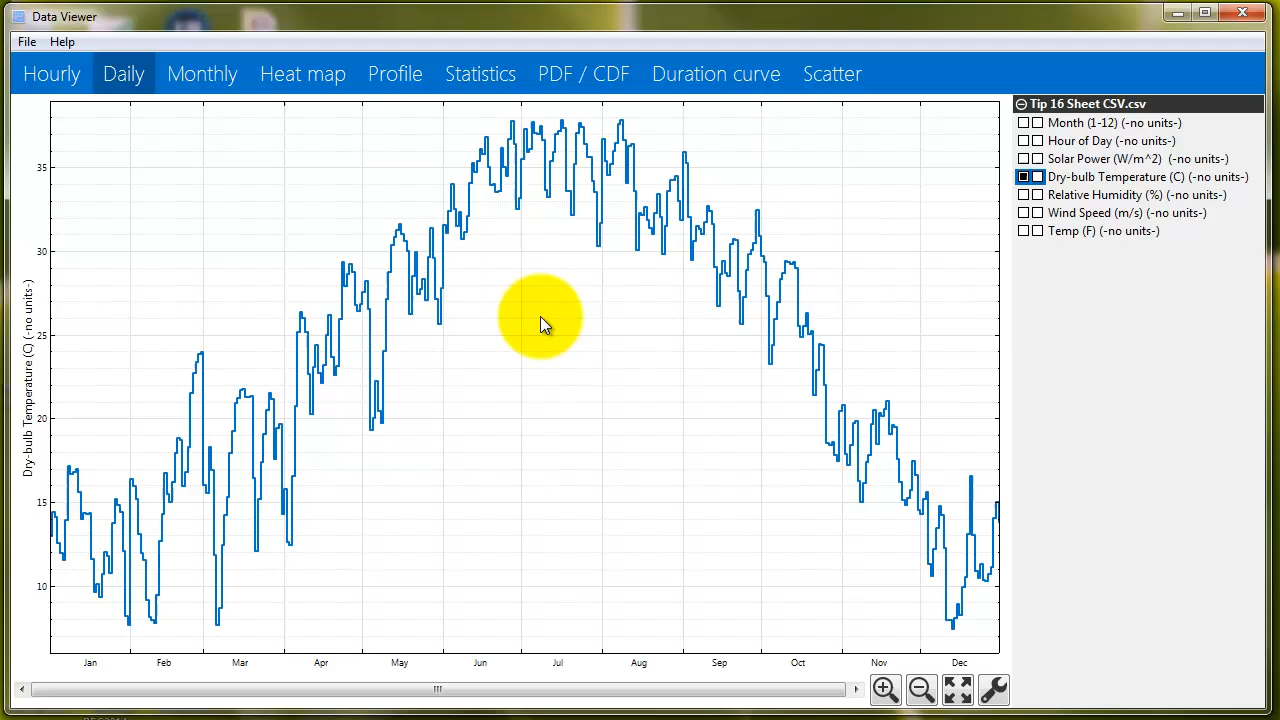 Data Viewer
File Help
Hourly Daily Monthly Heat map Profile Statistics PDF / CDF Duration curve Scatter
Tip 16 Sheet CSV.csv
Month (1-12) (-no units-)
Hour of Day (-no units-)
Solar Power (W/m^2) (-no units-)
Dry-bulb Temperature (C) (-no units-)
Relative Humidity (%) (-no units-)
Wind Speed (m/s) (-no units-)
Temp (F) (-no units-)
Dry-bulb Temperature (C) (-no units-)
35
30
25
20
15
10
Jan Feb Mar Apr May Jun Jul Aug Sep Oct Nov Dec